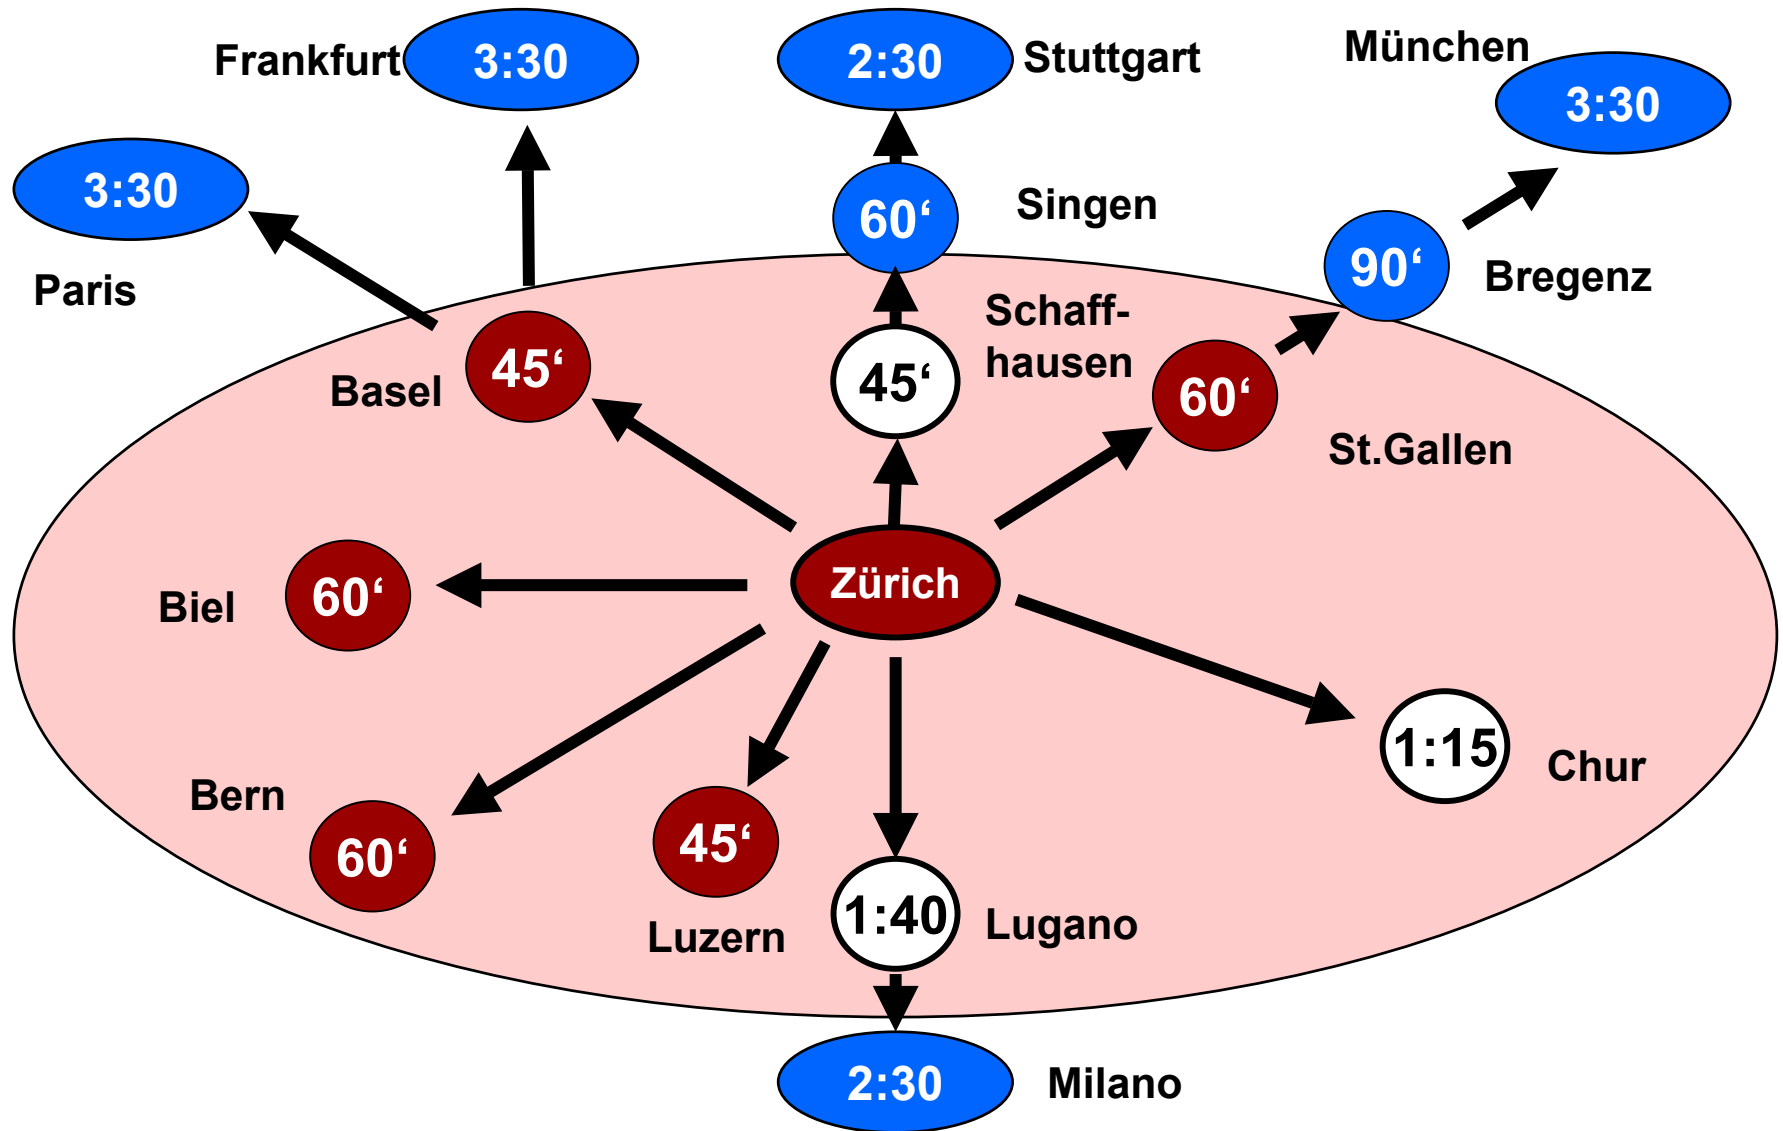 Frankfurt
3:30
2:30
Stuttgart
München
3:30
3:30
Paris
60‘
Singen
90‘
Bregenz
Basel
45‘
45‘
Schaff-
hausen
60‘
St.Gallen
Biel
60‘
Zürich
1:15
Chur
Bern
60‘
45‘
Luzern
1:40
Lugano
2:30
Milano